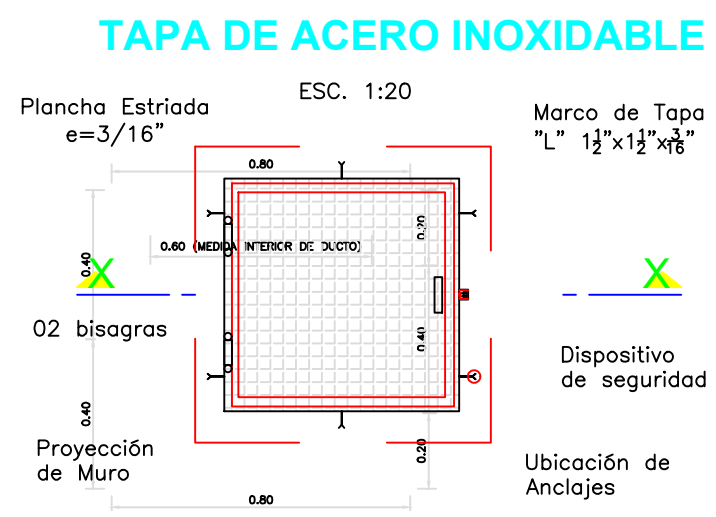 TAPA DE ACERO INOXIDABLE
ESC. 1:20
Plancha Estriada
e=3/16"
Marco de Tapa
"L" 1½"x1½"x3/16"
0.80
0.20
0.60 (MEDIDA INTERIOR DE DUCTO)
0.40
X
X
02 bisagras
0.40
Dispositivo
de seguridad
0.40
Proyección
de Muro
0.20
Ubicación de
Anclajes
0.80